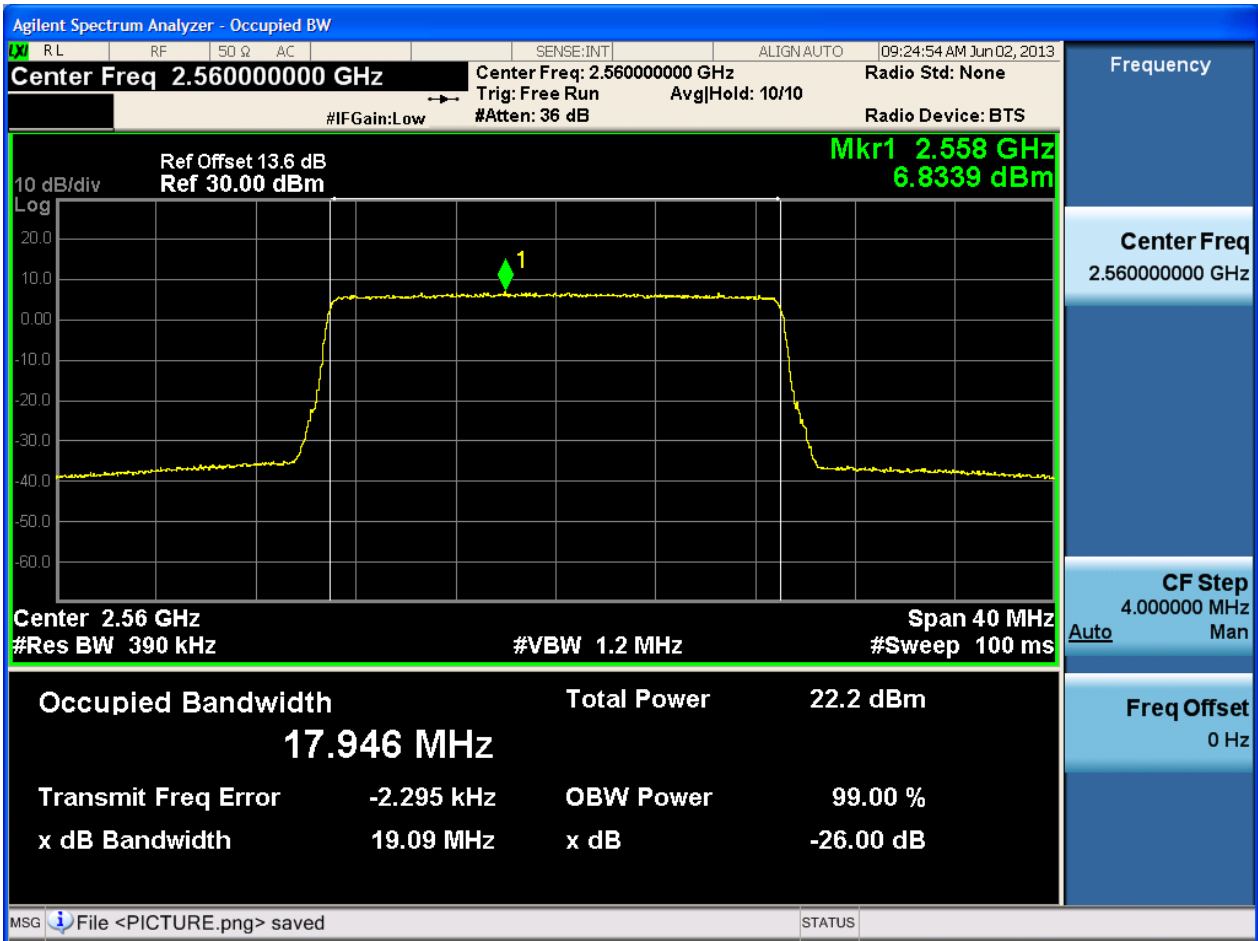 Agilent Spectrum Analyzer - Occupied BW
LXI RL RF 50 Ω AC SENSE:INT ALIGN AUTO 09:24:54 AM Jun 02, 2013
Center Freq 2.560000000 GHz
#IFGain:Low
Center Freq: 2.560000000 GHz
Trig: Free Run Avg|Hold: 10/10
#Atten: 36 dB
Radio Std: None
Radio Device: BTS
Ref Offset 13.6 dB
10 dB/div Ref 30.00 dBm
Log
Mkr1 2.558 GHz
6.8339 dBm
20.0
10.0
0.00
-10.0
-20.0
-30.0
-40.0
-50.0
-60.0
1
Center 2.56 GHz Span 40 MHz
#Res BW 390 kHz #VBW 1.2 MHz #Sweep 100 ms
Occupied Bandwidth Total Power 22.2 dBm
17.946 MHz
Transmit Freq Error -2.295 kHz OBW Power 99.00 %
x dB Bandwidth 19.09 MHz x dB -26.00 dB
Frequency
Center Freq
2.560000000 GHz
CF Step
4.000000 MHz
Auto Man
Freq Offset
0 Hz
MSG File <PICTURE.png> saved STATUS